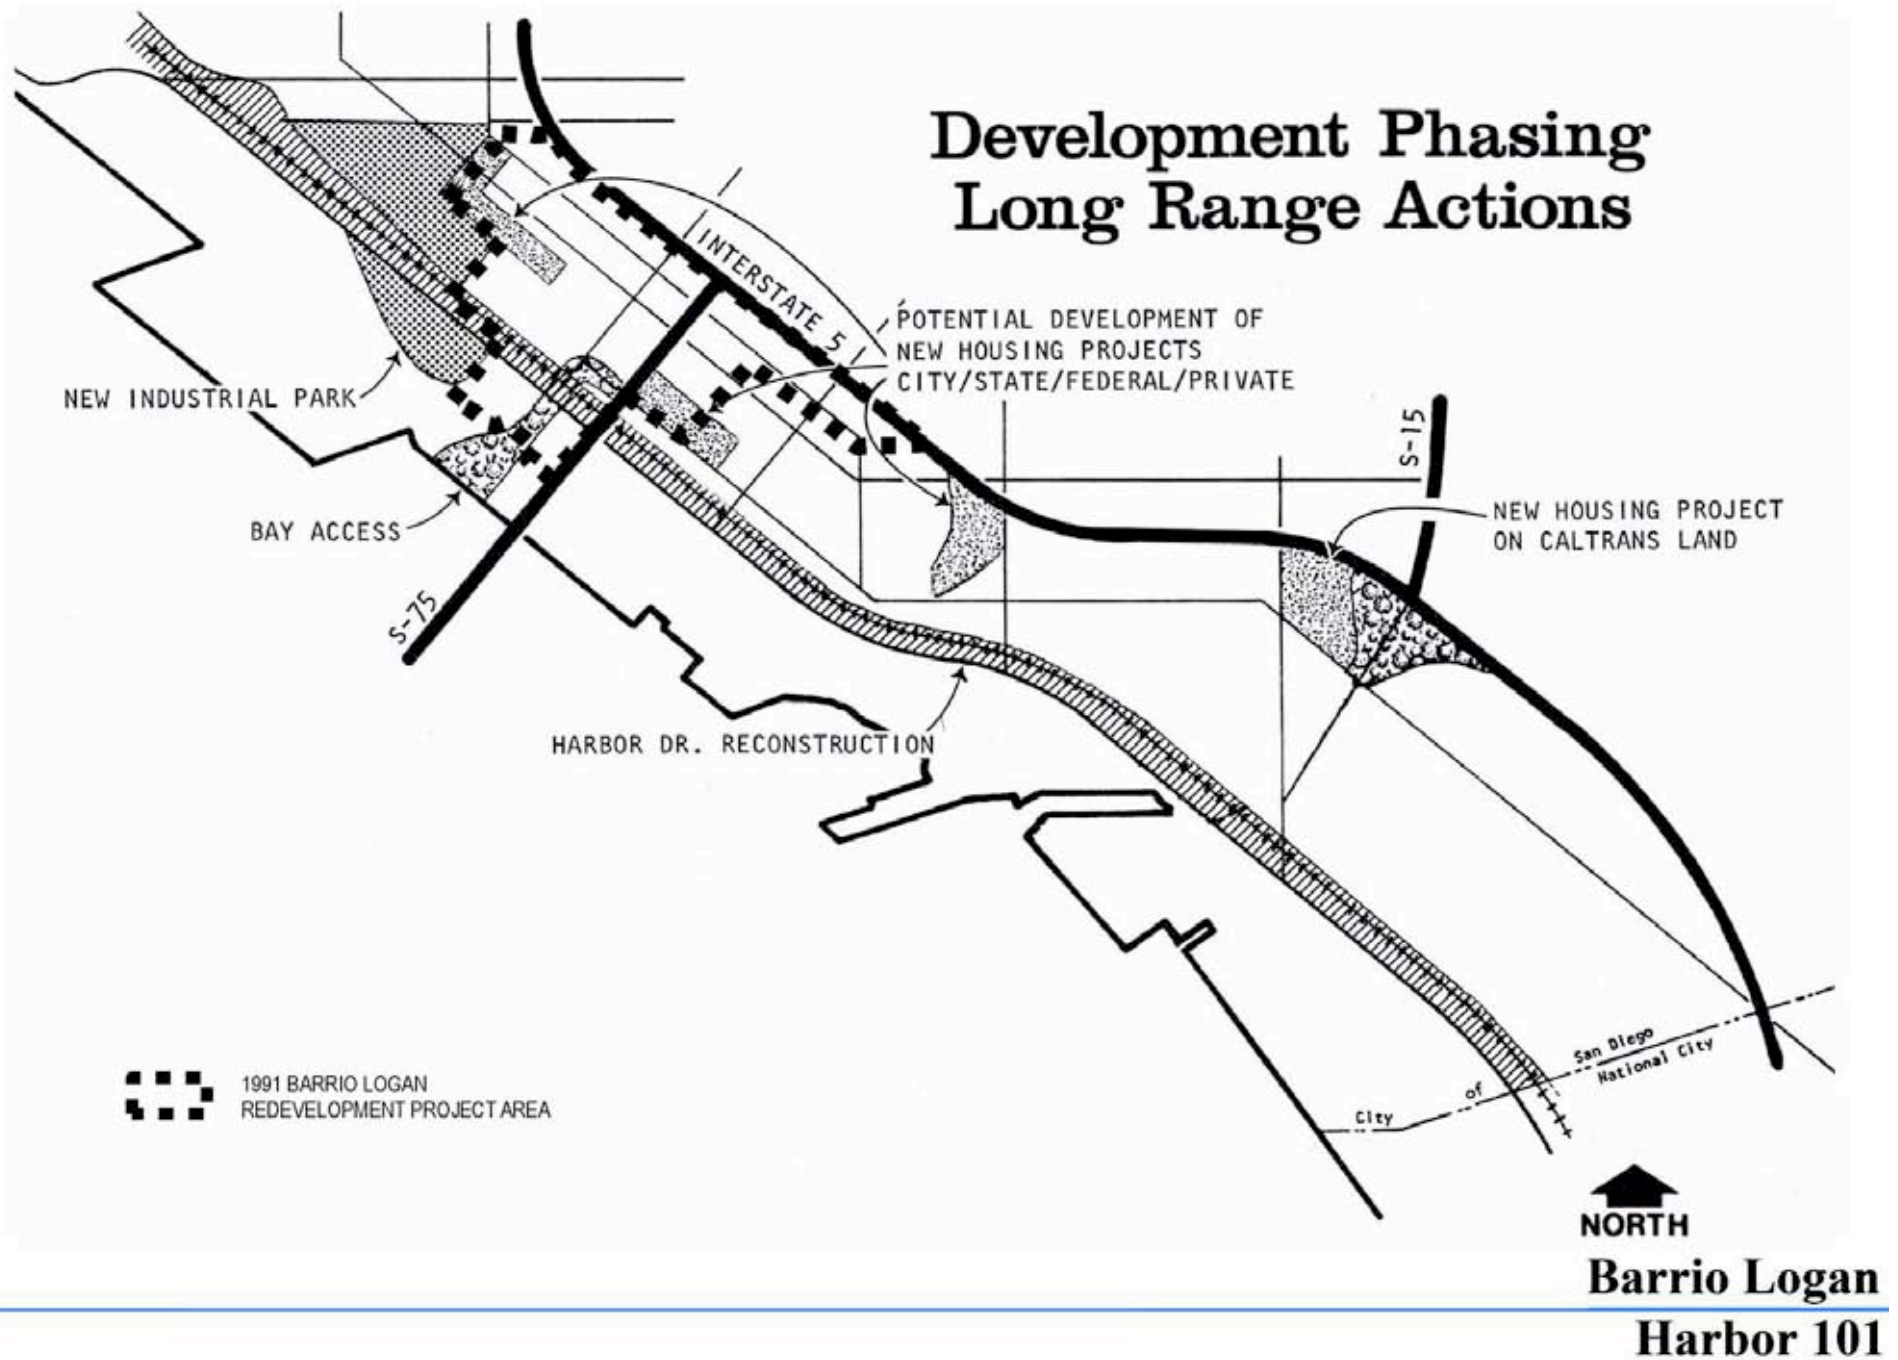 Development Phasing
Long Range Actions
INTERSTATE 5
POTENTIAL DEVELOPMENT OF
NEW HOUSING PROJECTS
CITY/STATE/FEDERAL/PRIVATE
NEW INDUSTRIAL PARK
S-15
BAY ACCESS
NEW HOUSING PROJECT
ON CALTRANS LAND
S-75
HARBOR DR. RECONSTRUCTION
San Diego
National City
City of
1991 BARRIO LOGAN
REDEVELOPMENT PROJECT AREA
NORTH
Barrio Logan
Harbor 101